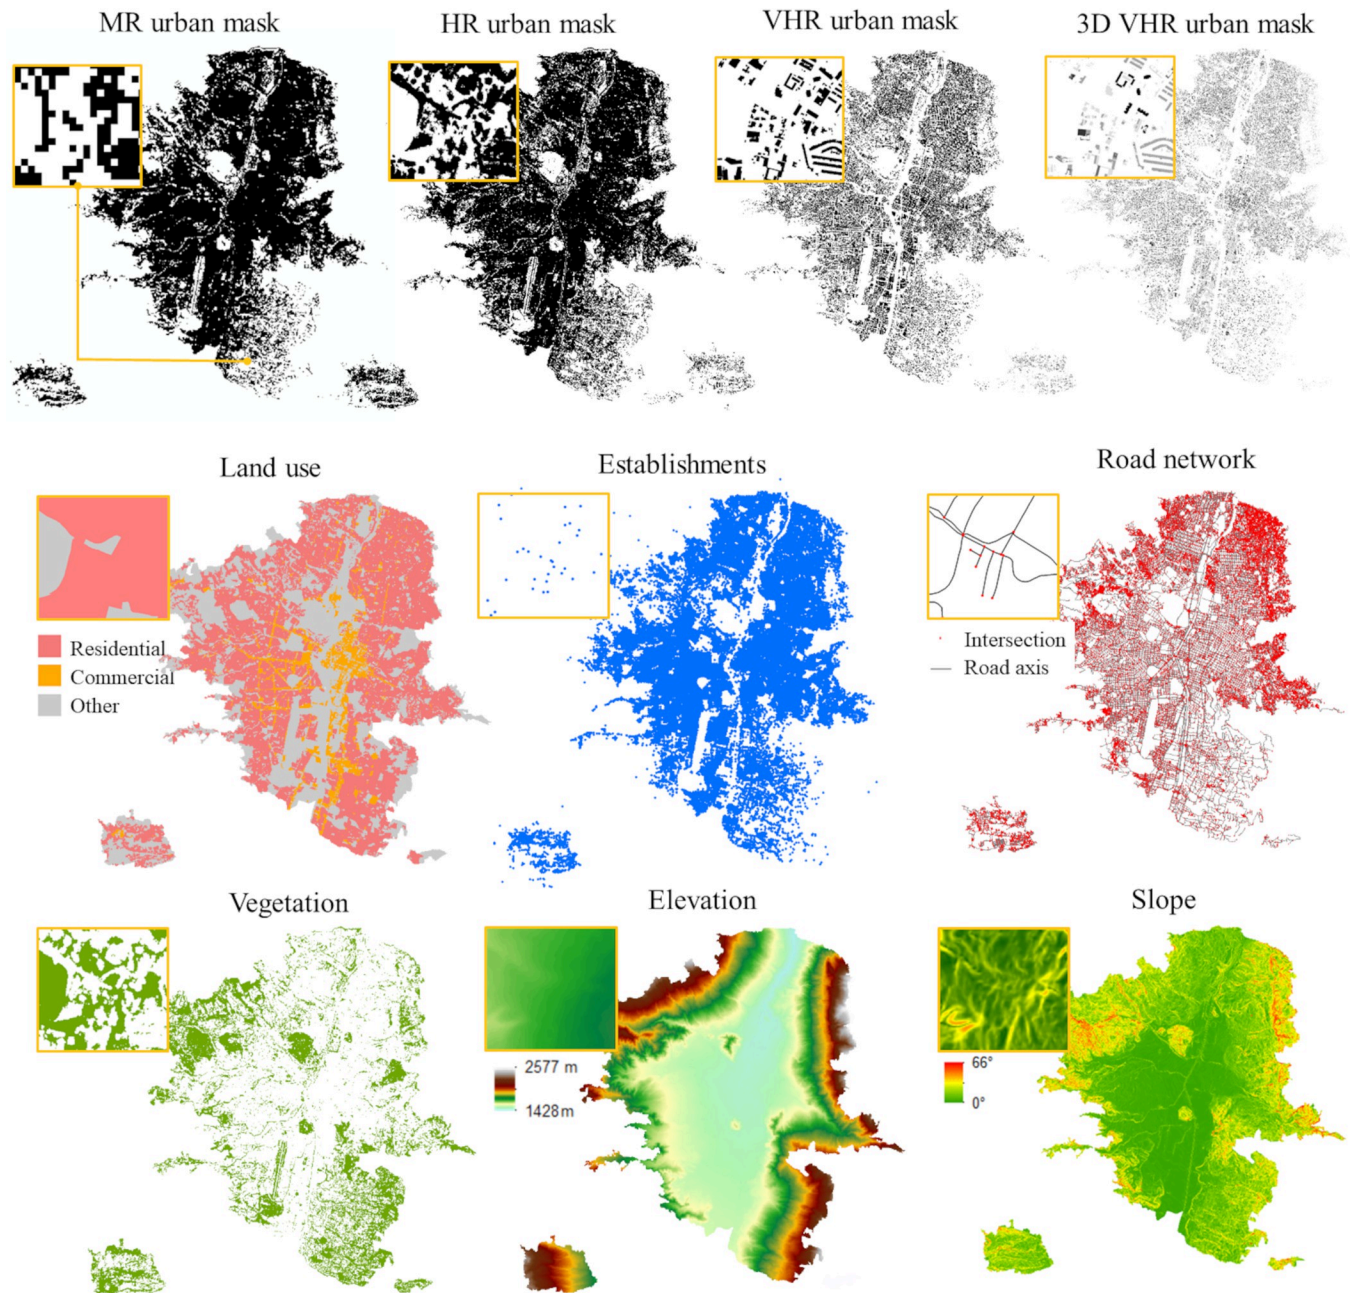 MR urban mask
HR urban mask
VHR urban mask
3D VHR urban mask
Land use
Establishments
Road network
Residential
Commercial
Other
Intersection
Road axis
Vegetation
Elevation
Slope
2577 m
1428m
66°
0°